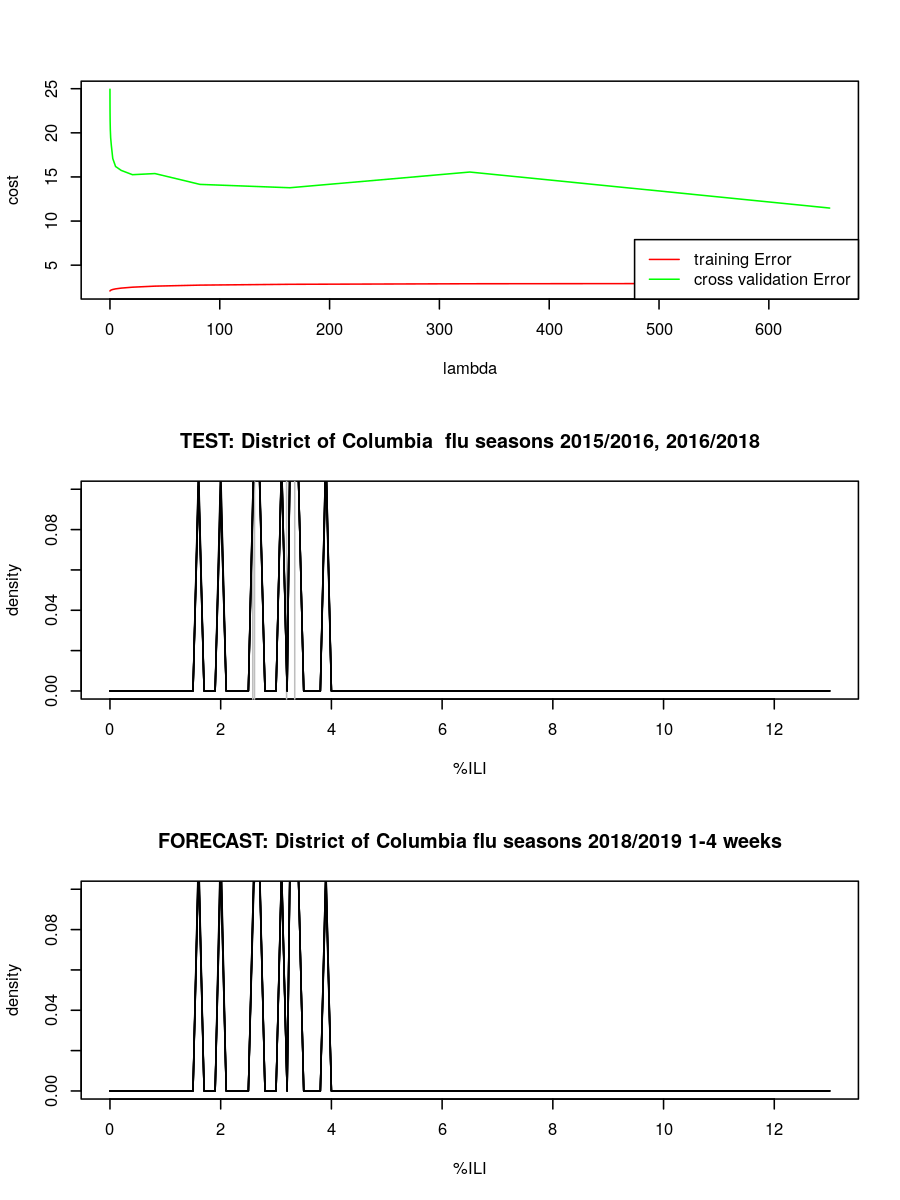 25
20
15
10
5
cost
training Error
cross validation Error
0 100 200 300 400 500 600
lambda
TEST: District of Columbia  flu seasons 2015/2016, 2016/2018
0.08
0.04
0.00
density
0 2 4 6 8 10 12
%ILI
FORECAST: District of Columbia flu seasons 2018/2019 1-4 weeks
0.08
0.04
0.00
density
0 2 4 6 8 10 12
%ILI